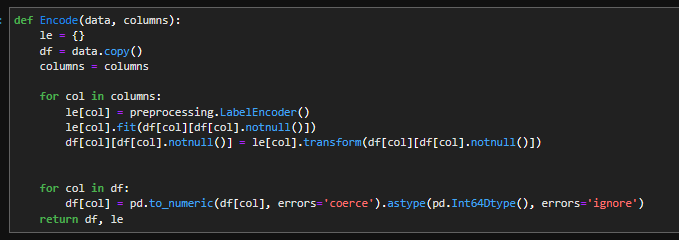 def Encode(data, columns):
    le = {}
    df = data.copy()
    columns = columns

    for col in columns:
        le[col] = preprocessing.LabelEncoder()
        le[col].fit(df[col][df[col].notnull()])
        df[col][df[col].notnull()] = le[col].transform(df[col][df[col].notnull()])


    for col in df:
        df[col] = pd.to_numeric(df[col], errors='coerce').astype(pd.Int64Dtype(), errors='ignore')
    return df, le